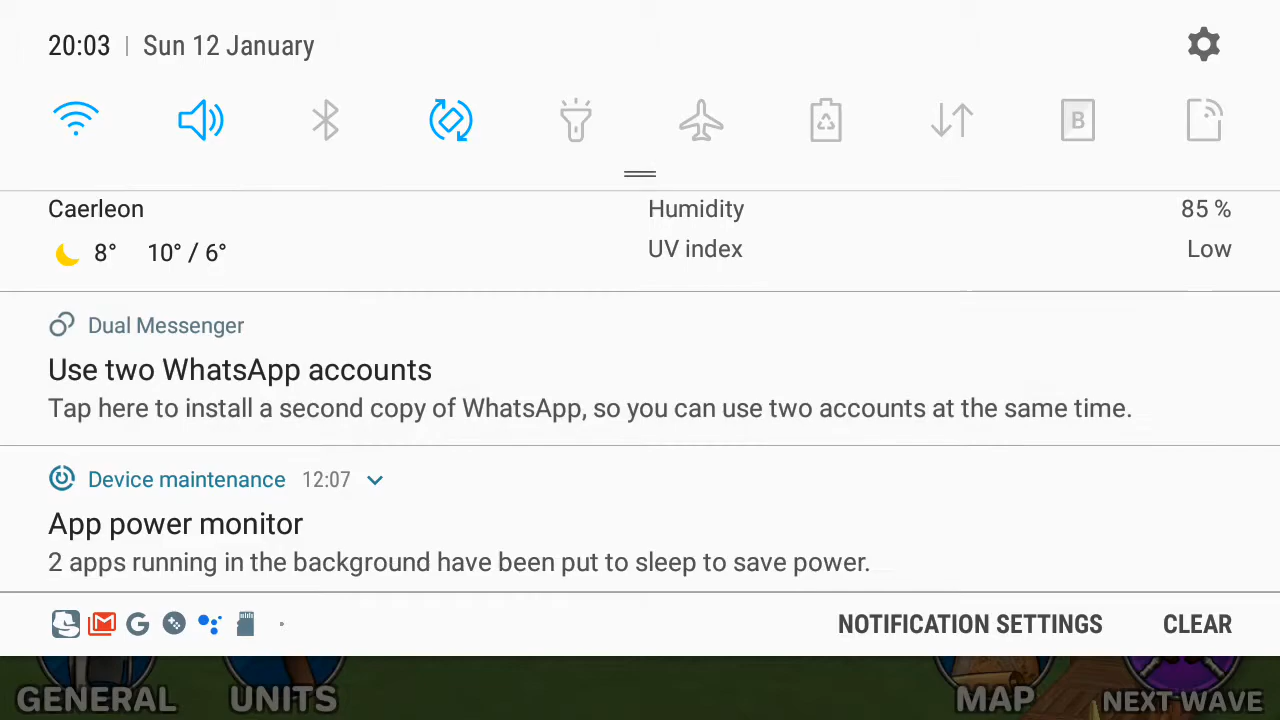 20:03 | Sun 12 January
B
Caerleon
Humidity 85 %
8° 10° / 6°
UV index Low
Dual Messenger
Use two WhatsApp accounts
Tap here to install a second copy of WhatsApp, so you can use two accounts at the same time.
Device maintenance 12:07
App power monitor
2 apps running in the background have been put to sleep to save power.
NOTIFICATION SETTINGS CLEAR
GENERAL UNITS MAP NEXT WAVE